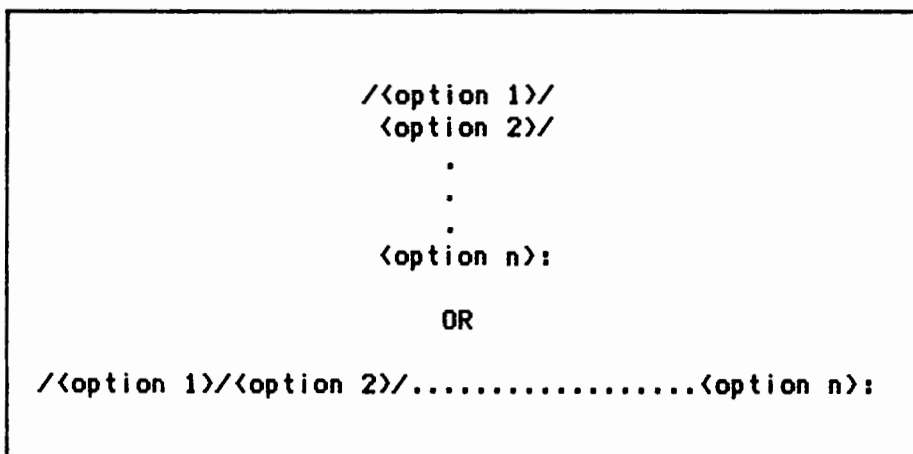 /<option 1>/
<option 2>/
.
.
.
<option n>:
OR
/<option 1>/<option 2>/..................<option n>: